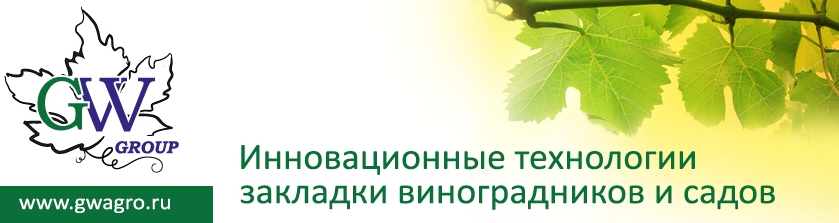 GW
GROUP
www.gwagro.ru
Инновационные технологии
закладки виноградников и садов